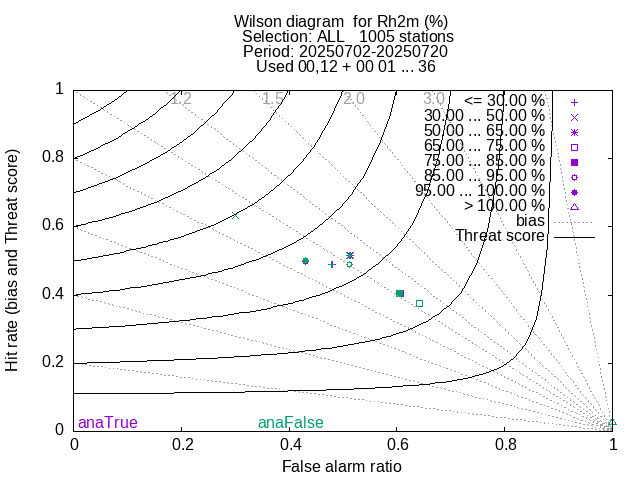 Wilson diagram  for Rh2m (%)
Selection: ALL   1005 stations
Period: 20250702-20250720
Used 00,12 + 00 01 ... 36
1.2 1.5 2.0 3.0
<= 30.00 %
30.00 ... 50.00 %
50.00 ... 65.00 %
65.00 ... 75.00 %
75.00 ... 85.00 %
85.00 ... 95.00 %
95.00 ... 100.00 %
> 100.00 %
bias
Threat score
Hit rate (bias and Threat score)
1
0.8
0.6
0.4
0.2
0
anaTrue anaFalse
0 0.2 0.4 0.6 0.8 1
False alarm ratio